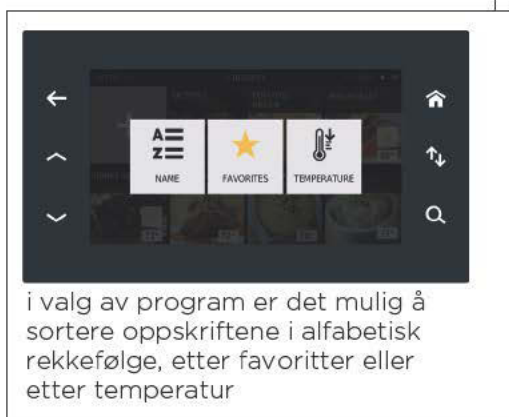 A
Z
NAME
FAVORITES
TEMPERATURE
i valg av program er det mulig å
sortere oppskriftene i alfabetisk
rekkefølge, etter favoritter eller
etter temperatur